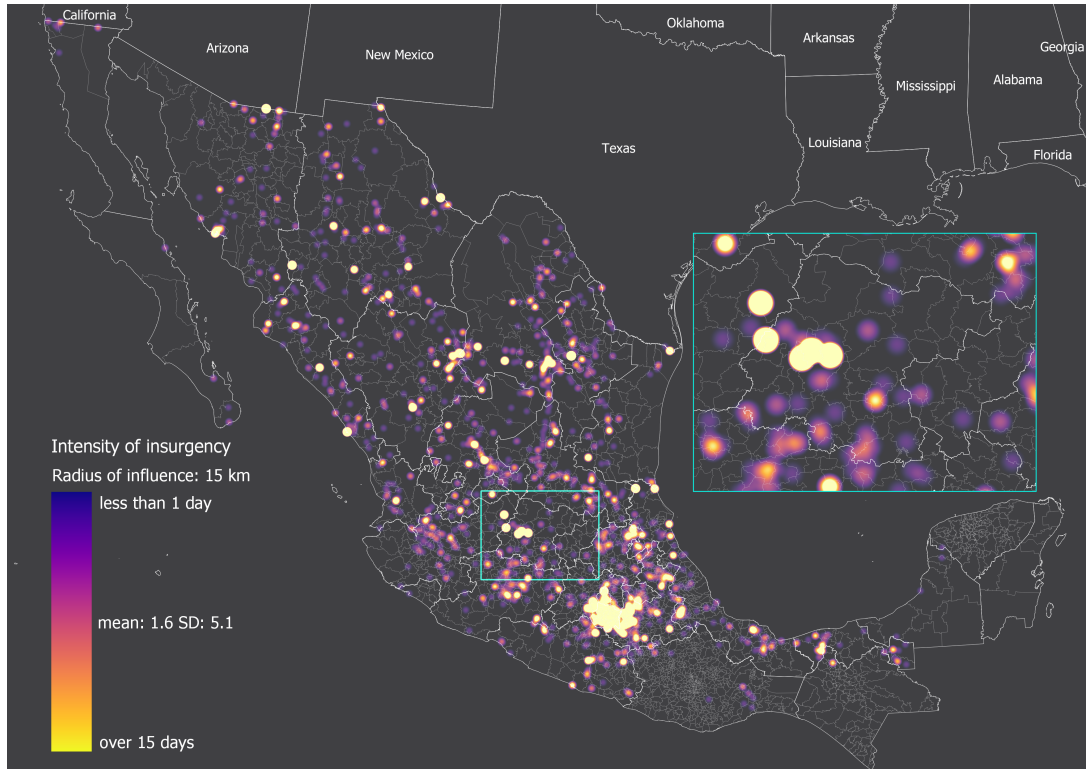 California
Oklahoma
Arkansas
Georgia
Arizona
New Mexico
Mississippi
Alabama
Texas
Louisiana
Florida
Intensity of insurgency
Radius of influence: 15 km
less than 1 day
mean: 1.6 SD: 5.1
over 15 days